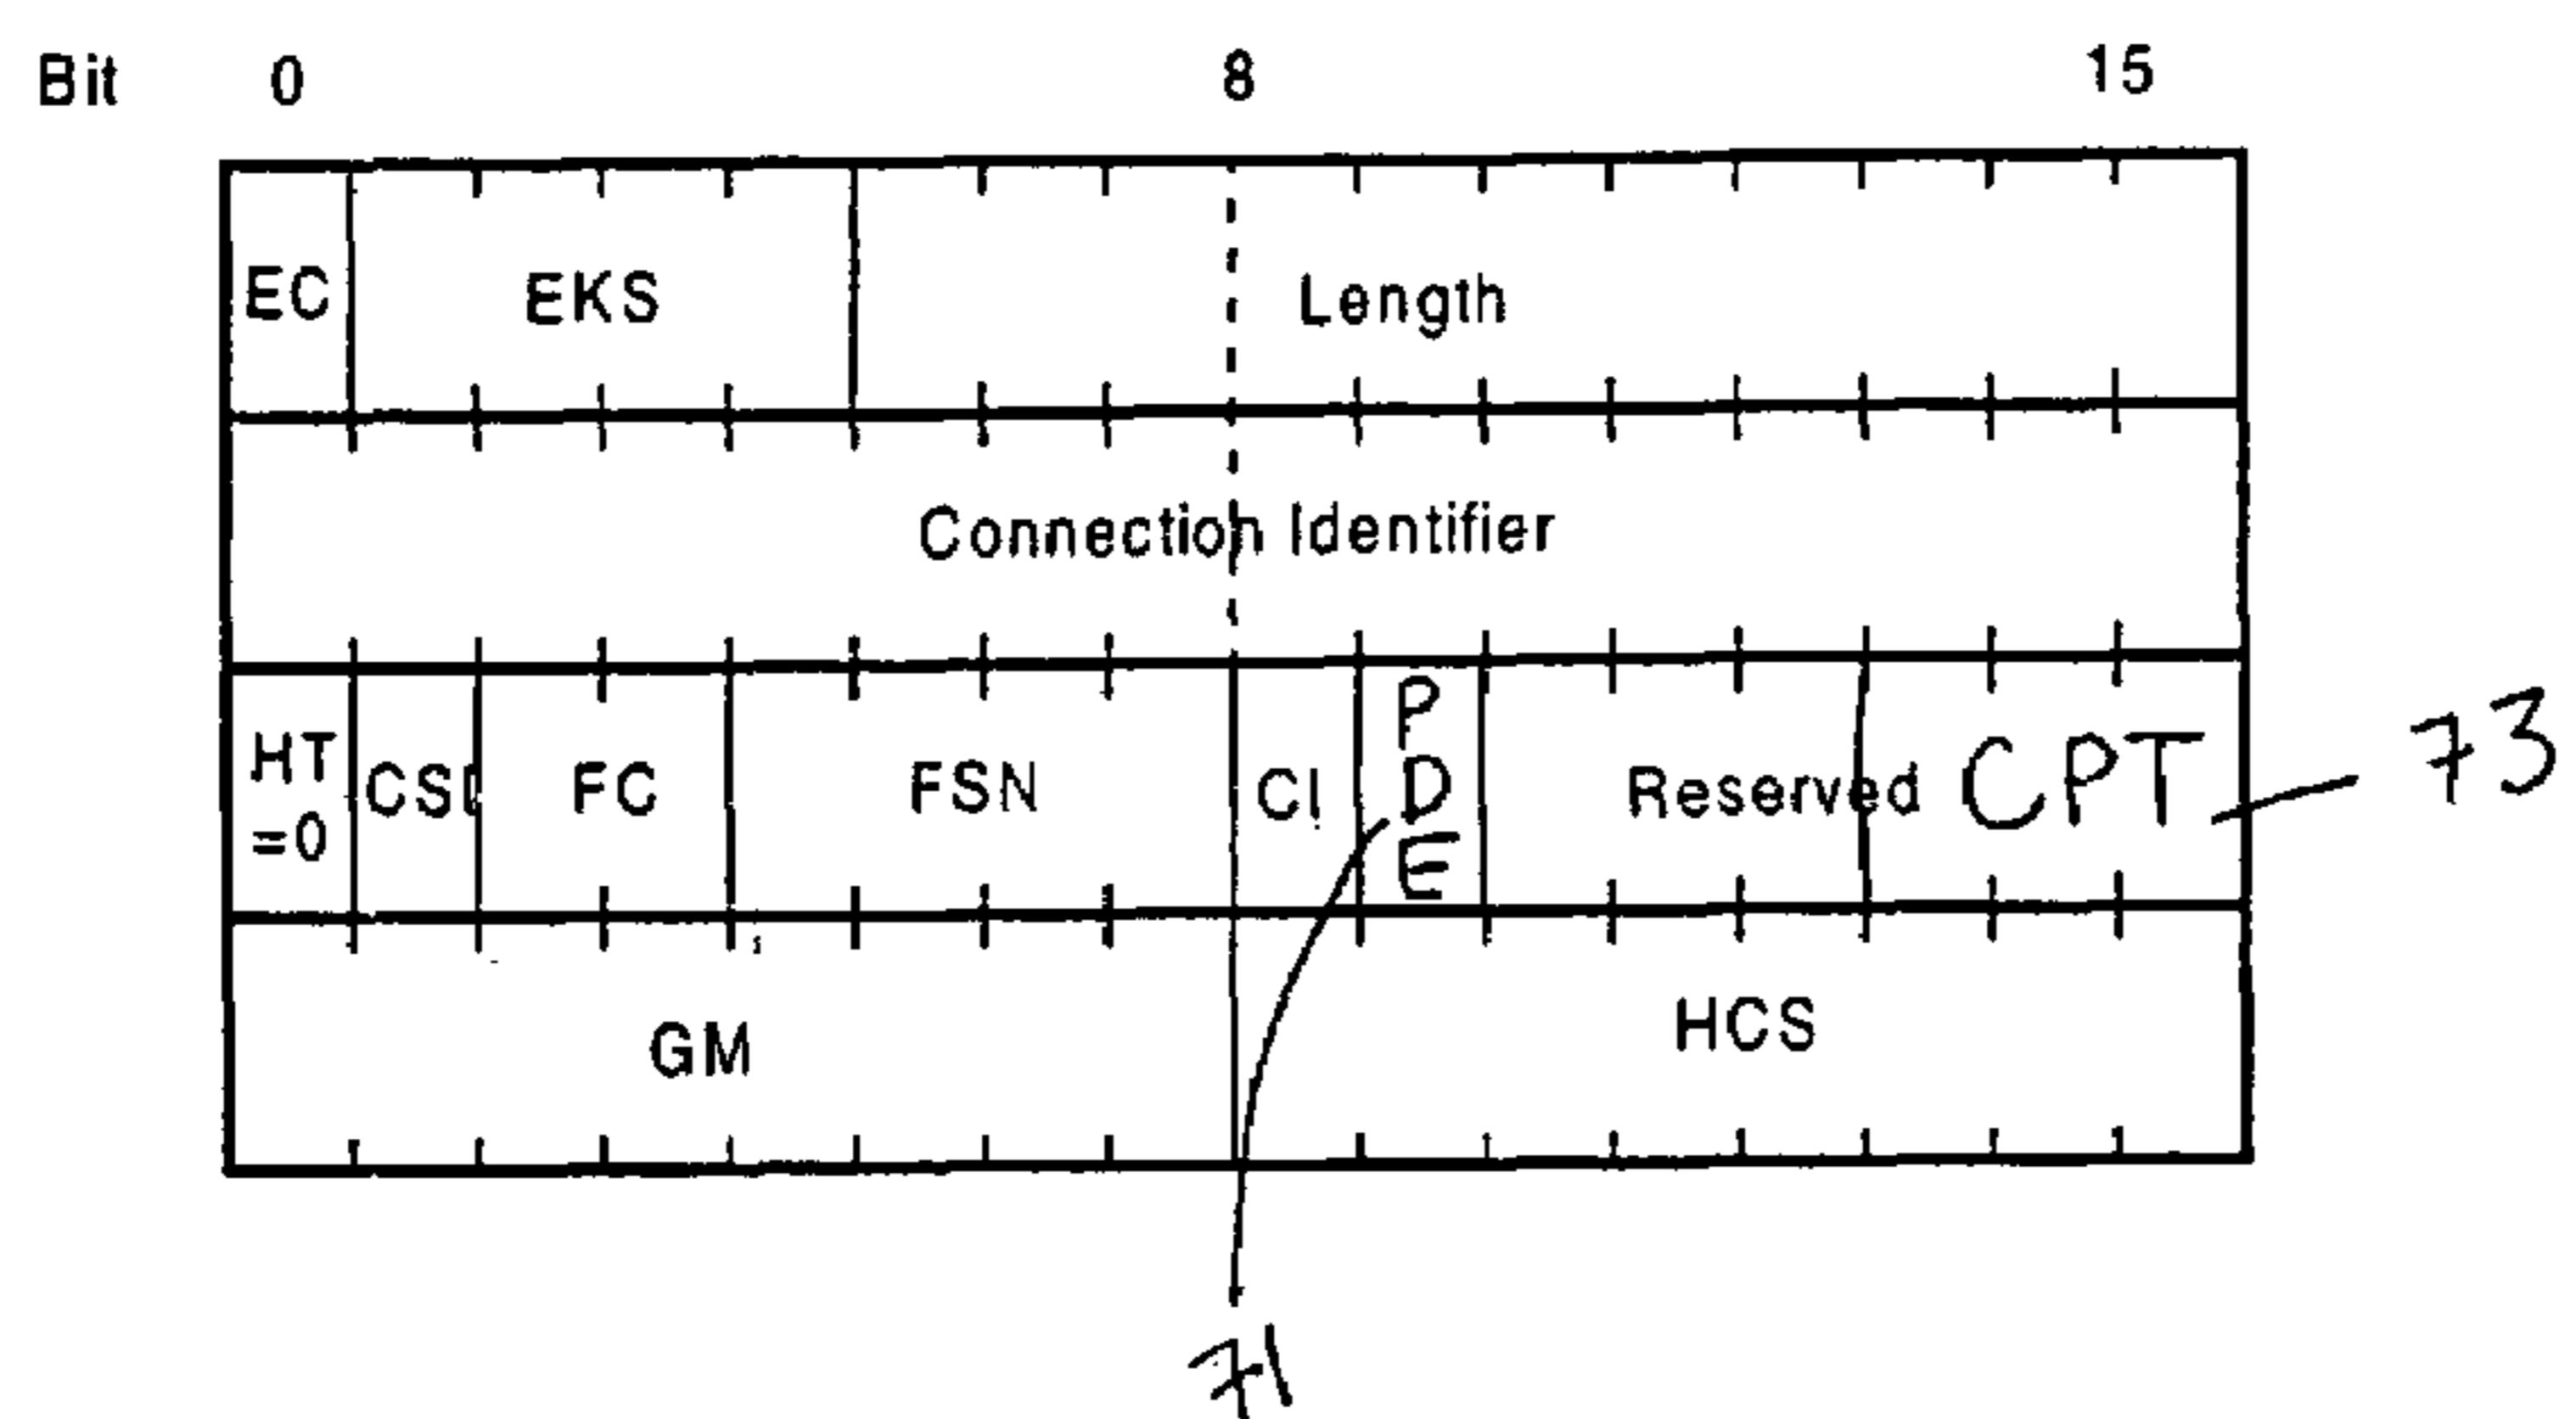 Bit 0 8 15
EC EKS Length
Connection Identifier
HT =0 CSI FC FSN CI PDE Reserved CPT 73
GM HCS
71